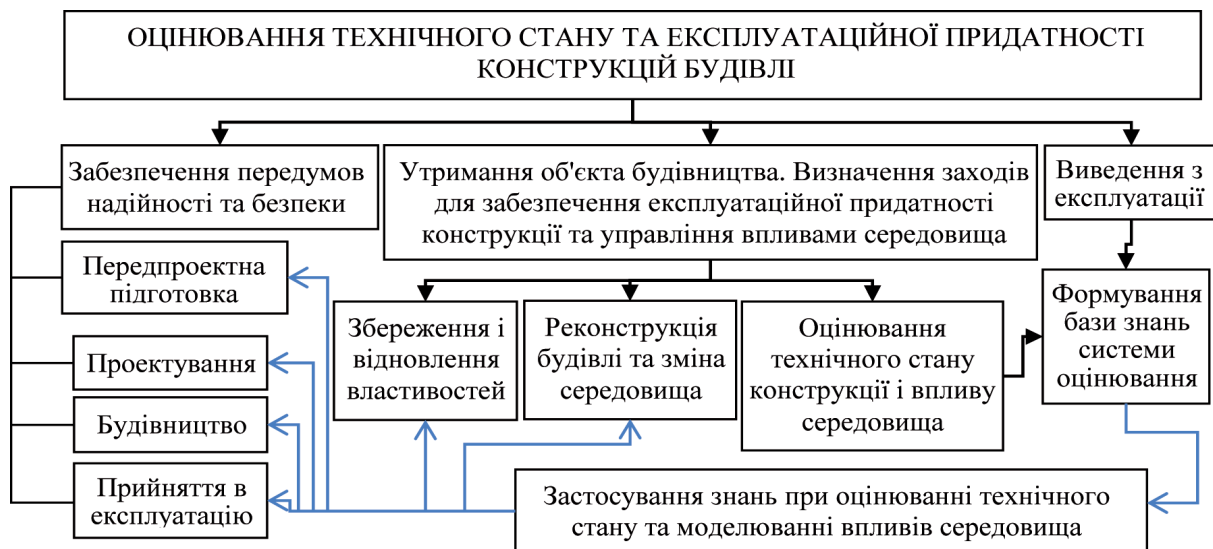 ОЦІНЮВАННЯ ТЕХНІЧНОГО СТАНУ ТА ЕКСПЛУАТАЦІЙНОЇ ПРИДАТНОСТІ
КОНСТРУКЦІЙ БУДІВЛІ
Забезпечення передумов
надійності та безпеки
Утримання об'єкта будівництва. Визначення заходів
для забезпечення експлуатаційної придатності
конструкції та управління впливами середовища
Виведення з
експлуатації
Передпроектна
підготовка
Проектування
Будівництво
Прийняття в
експлуатацію
Збереження і
відновлення
властивостей
Реконструкція
будівлі та зміна
середовища
Оцінювання
технічного стану
конструкції і впливу
середовища
Формування
бази знань
системи
оцінювання
Застосування знань при оцінюванні технічного
стану та моделюванні впливів середовища